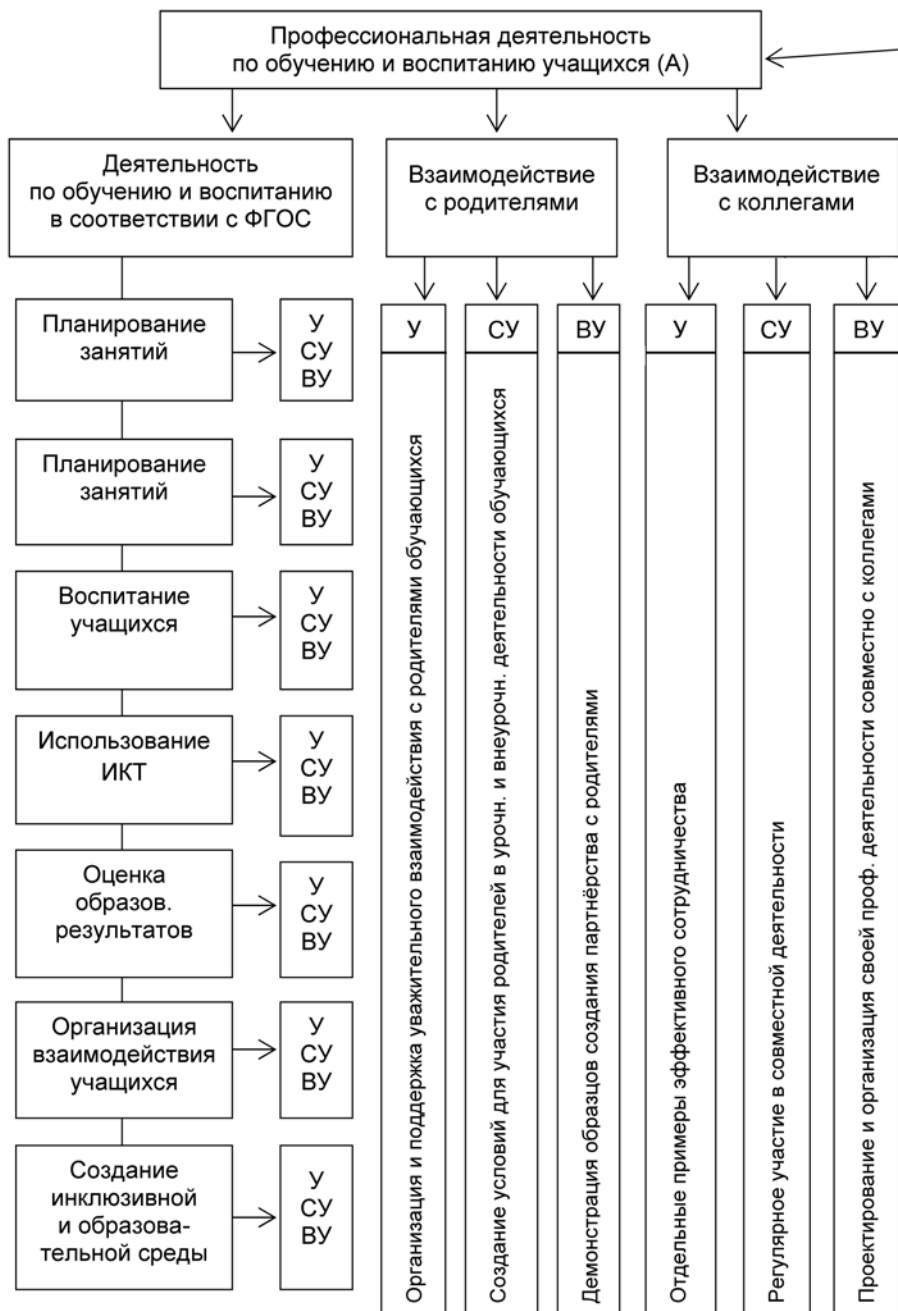 Профессиональная деятельность
по обучению и воспитанию учащихся (А)
Деятельность
по обучению и воспитанию
в соответствии с ФГОС
Взаимодействие
с родителями
Взаимодействие
с коллегами
Планирование
занятий
У
СУ
ВУ
Планирование
занятий
У
СУ
ВУ
Воспитание
учащихся
У
СУ
ВУ
Использование
ИКТ
У
СУ
ВУ
Оценка
образов.
результатов
У
СУ
ВУ
Организация
взаимодействия
учащихся
У
СУ
ВУ
Создание
инклюзивной
и образова-
тельной среды
У
СУ
ВУ
У
Организация и поддержка уважительного взаимодействия с родителями обучающихся
СУ
Создание условий для участия родителей в урочн. и внеурочн. деятельности обучающихся
ВУ
Демонстрация образцов создания партнёрства с родителями
У
Отдельные примеры эффективного сотрудничества
СУ
Регулярное участие в совместной деятельности
ВУ
Проектирование и организация своей проф. деятельности совместно с коллегами